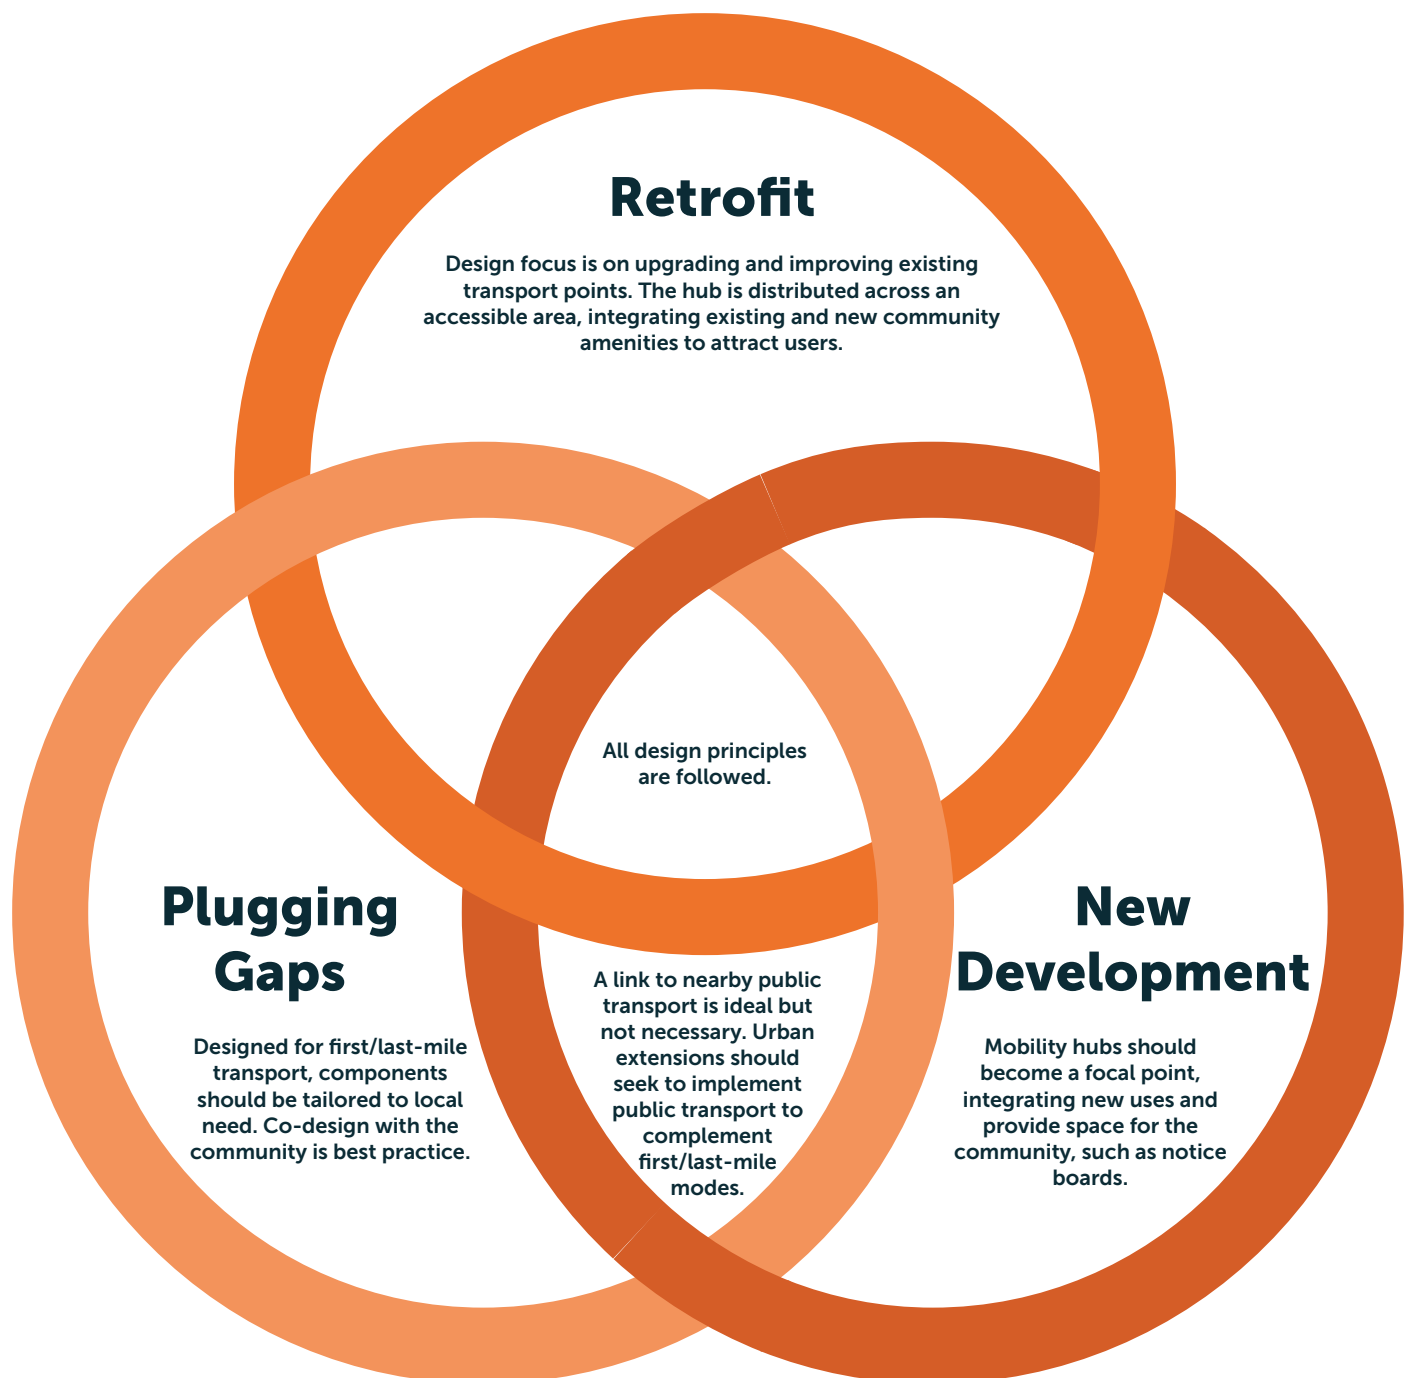 Retrofit
Design focus is on upgrading and improving existing
transport points. The hub is distributed across an
accessible area, integrating existing and new community
amenities to attract users.
All design principles
are followed.
Plugging
Gaps
Designed for first/last-mile
transport, components
should be tailored to local
need. Co-design with the
community is best practice.
A link to nearby public
transport is ideal but
not necessary. Urban
extensions should
seek to implement
public transport to
complement
first/last-mile
modes.
New
Development
Mobility hubs should
become a focal point,
integrating new uses and
provide space for the
community, such as notice
boards.